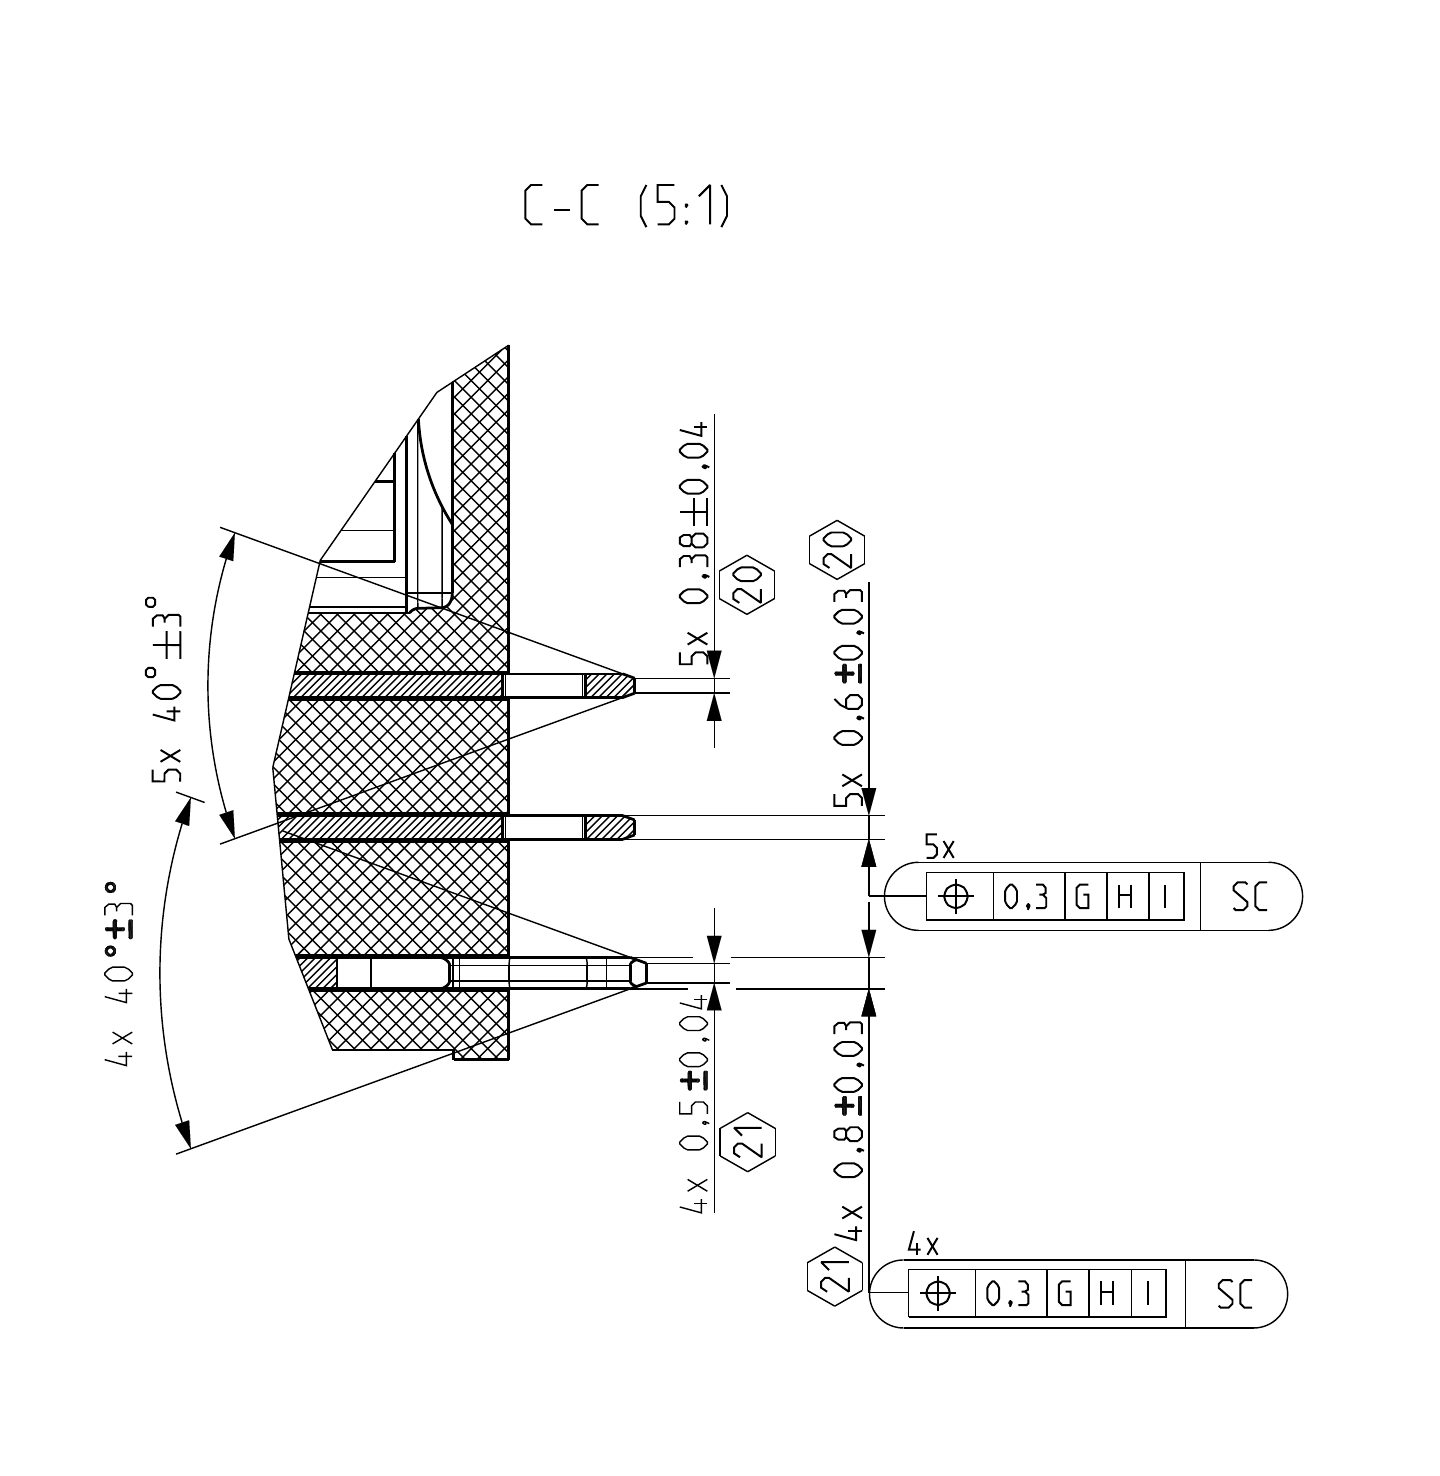 C-C (5:1)
5x 0,38±0,04
20
20
5x 0,6±0,03
5x 40°±3°
5x
0,3 G H I SC
4x 40°±3°
4x 0,5±0,04
21
4x 0,8±0,03
21
4x
0,3 G H I SC